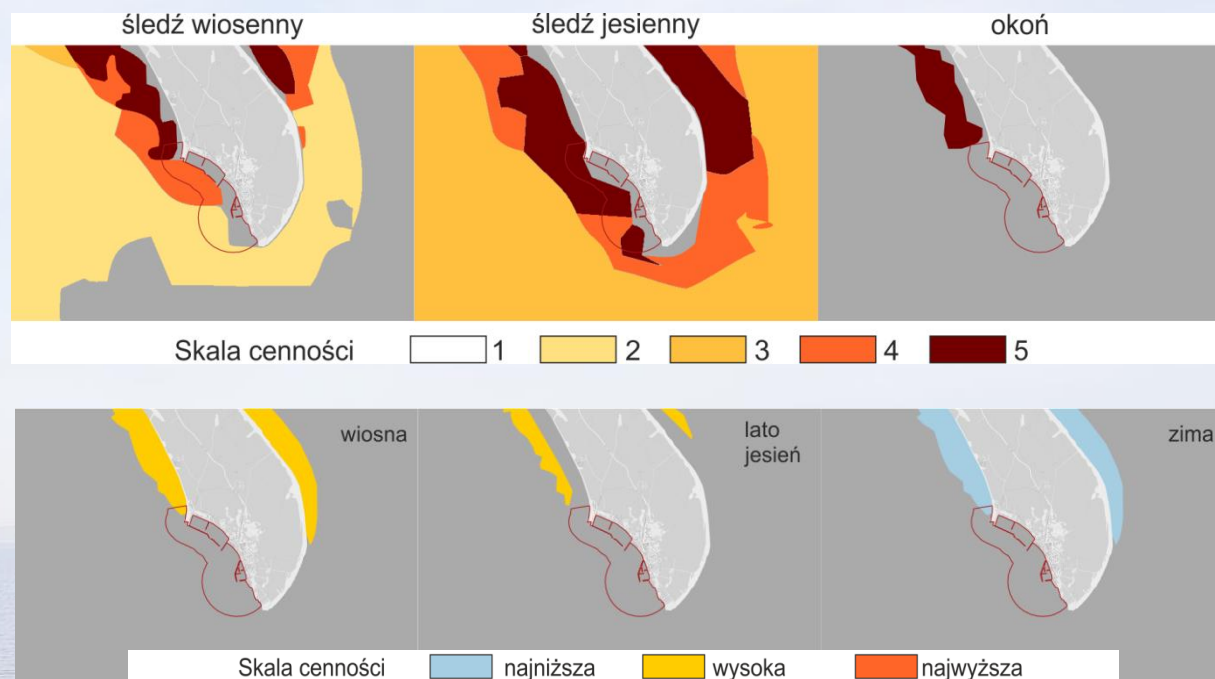 śledź wiosenny śledź jesienny okoń
Skala cenności 1 2 3 4 5
wiosna
lato
jesień
zima
Skala cenności najniższa wysoka najwyższa